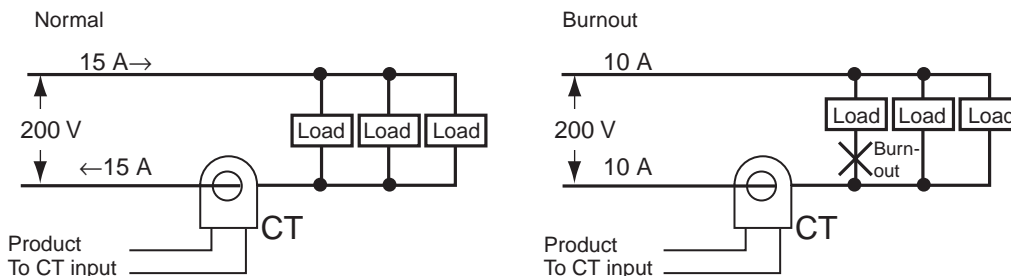 Normal
15 A→
200 V
Load
Load
Load
←15 A
CT
Product
To CT input
Burnout
10 A
200 V
Load
Load
Load
Burn-
out
10 A
CT
Product
To CT input